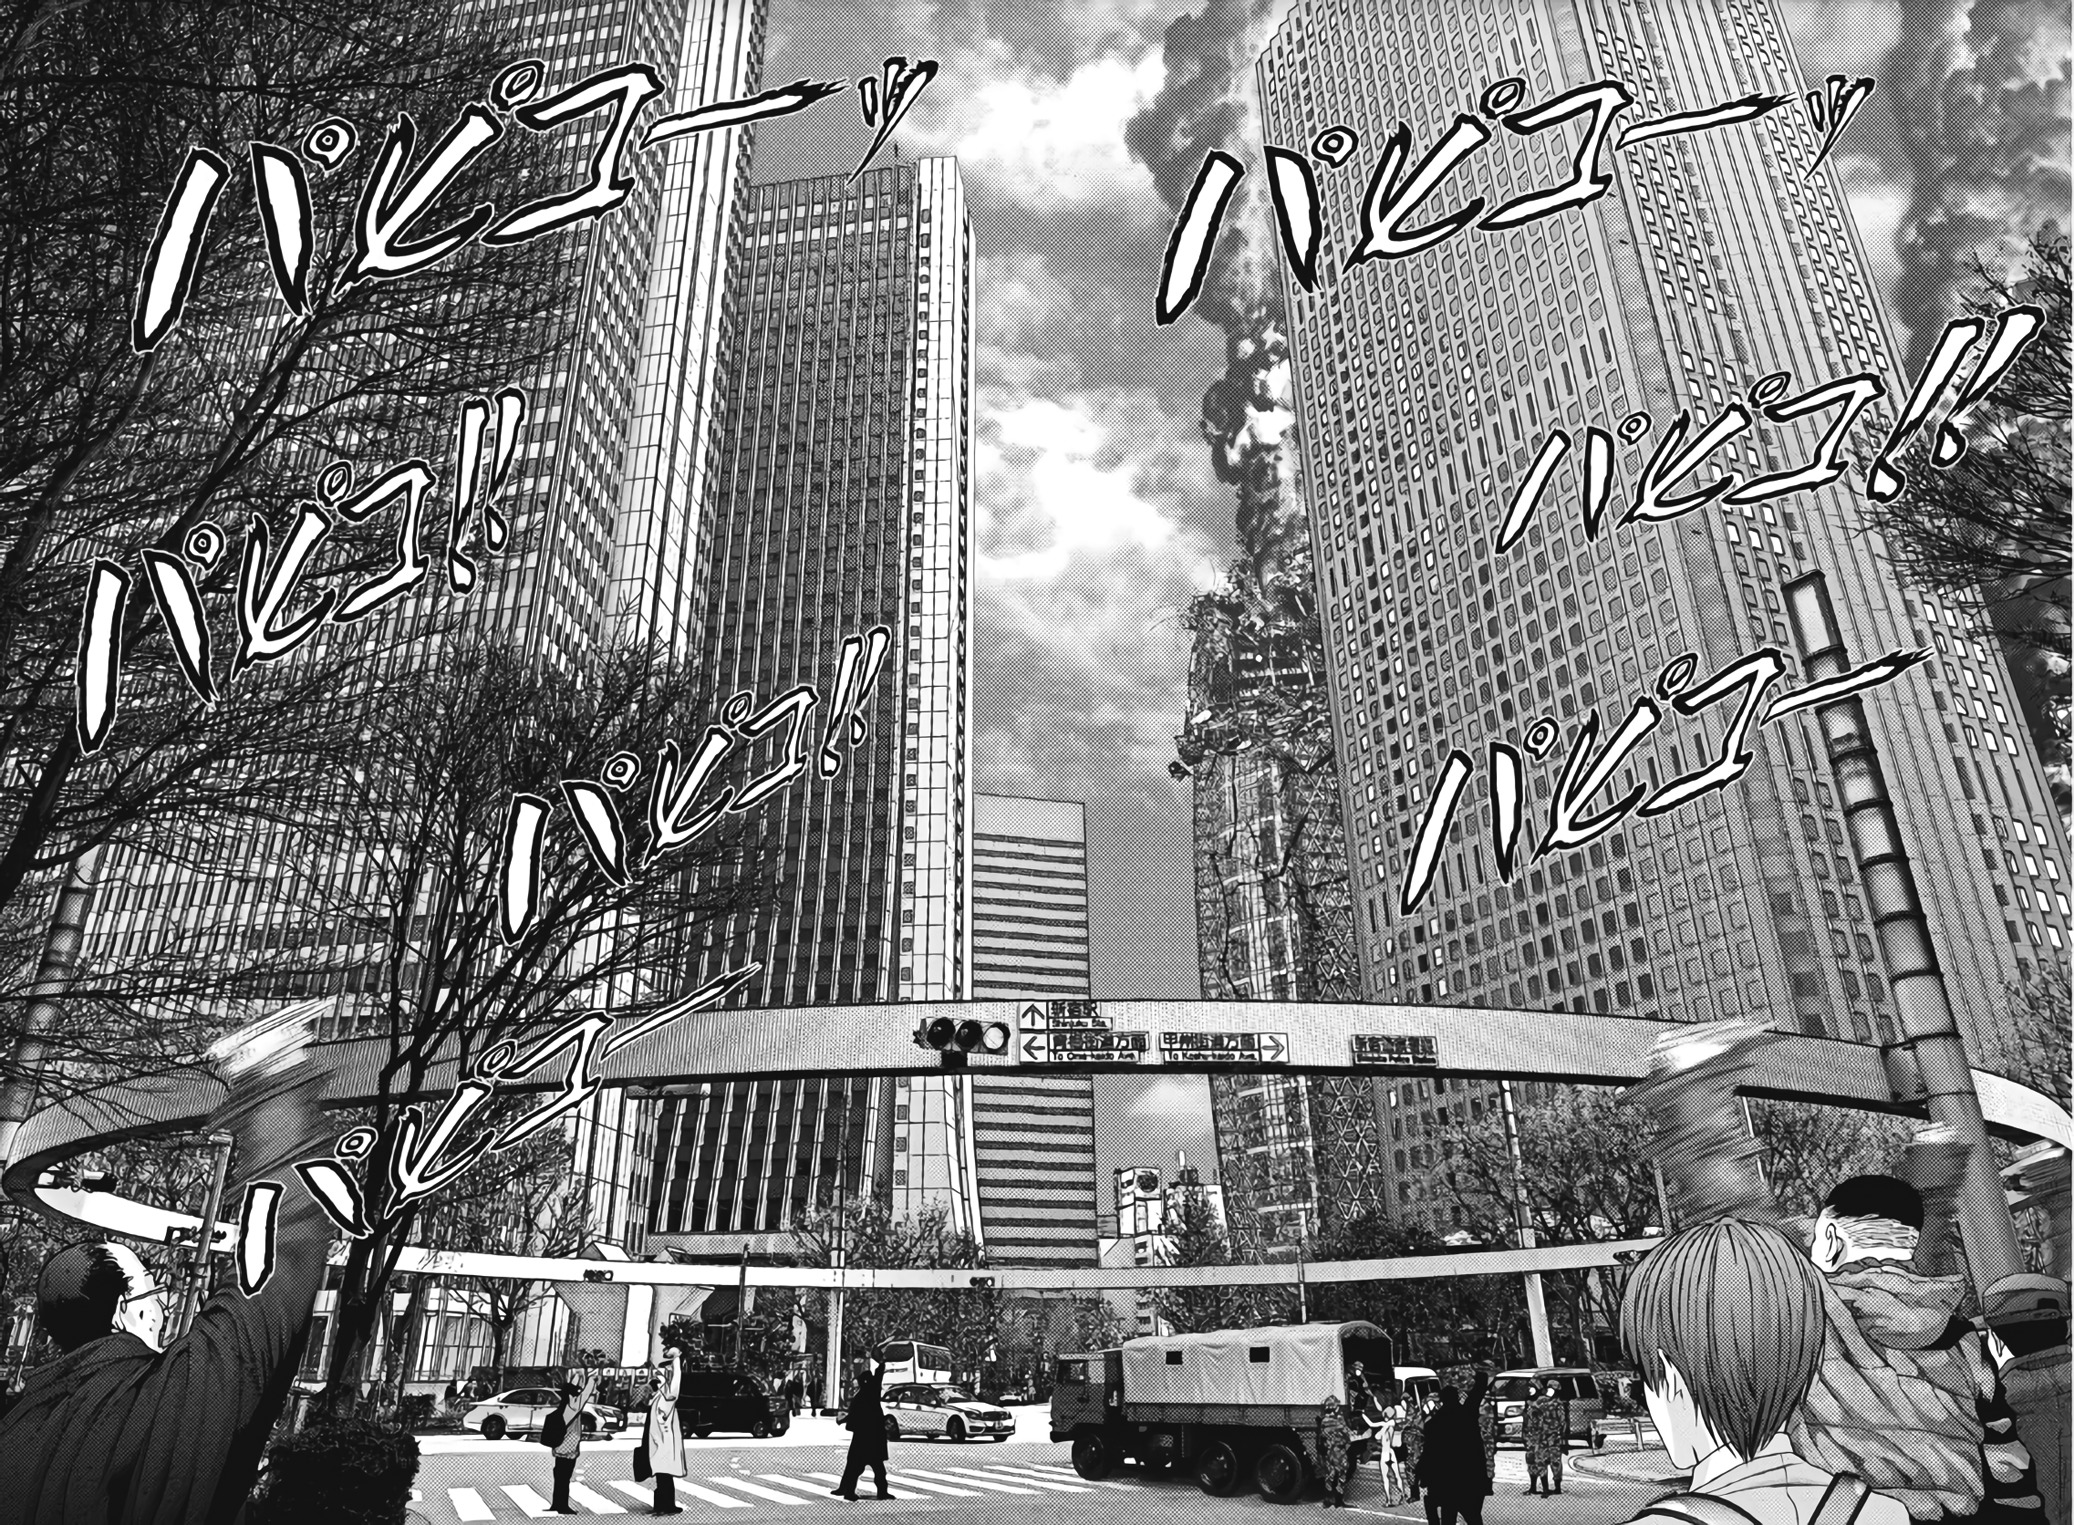 パピコーッ
パピコーッ
パピコ!!
パピコ!!
パピコ!!
パピコー
パピコー
新宿駅
Shinjuku Sta.
青梅街道方面
To Ome-kaido Ave.
甲州街道方面
To Koshu-kaido Ave.